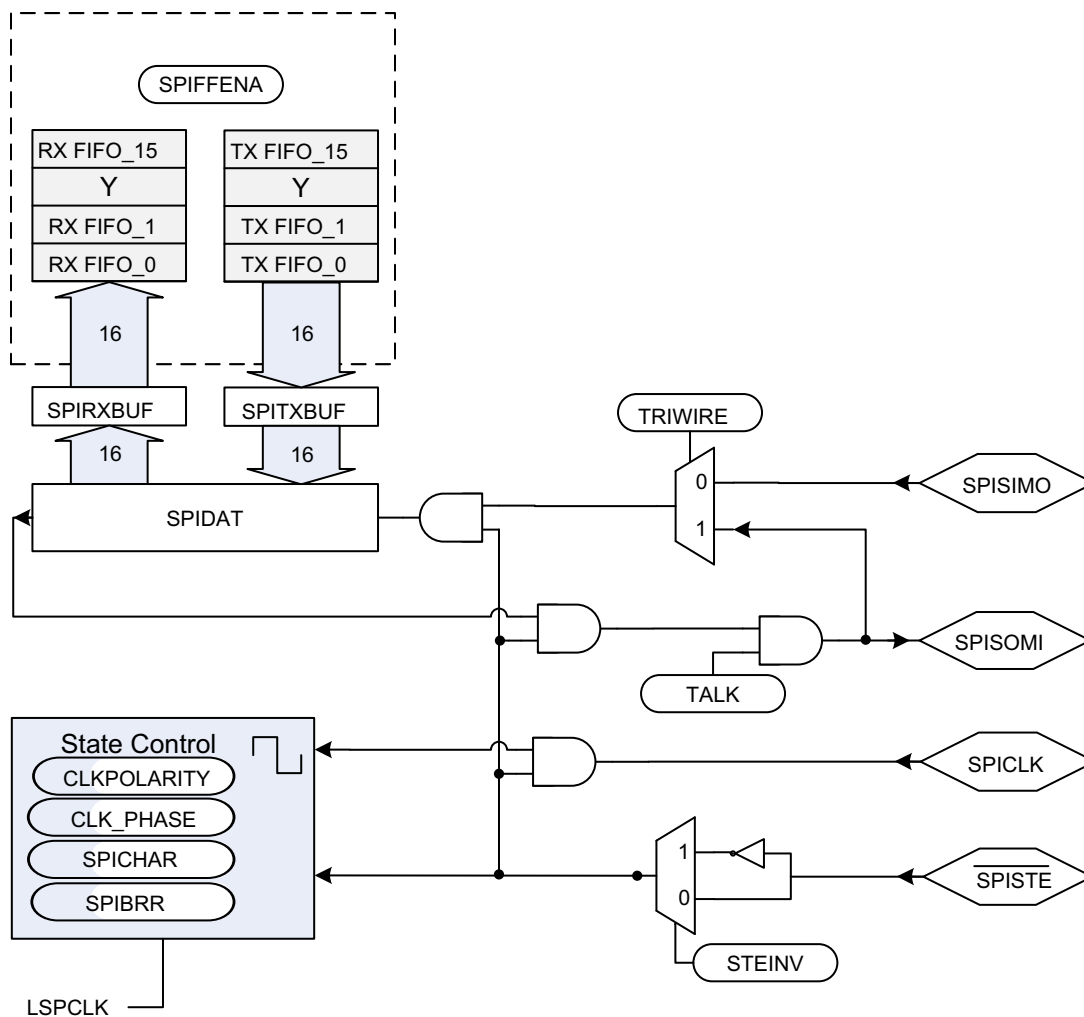 SPIFFENA
RX FIFO_15
Y
RX FIFO_1
RX FIFO_0
TX FIFO_15
Y
TX FIFO_1
TX FIFO_0
16
16
SPIRXBUF
SPITXBUF
16
16
SPIDAT
TRIWIRE
0
1
SPISIMO
SPISOMI
TALK
State Control
CLKPOLARITY
CLK_PHASE
SPICHAR
SPIBRR
SPICLK
1
0
SPISTE
STEINV
LSPCLK